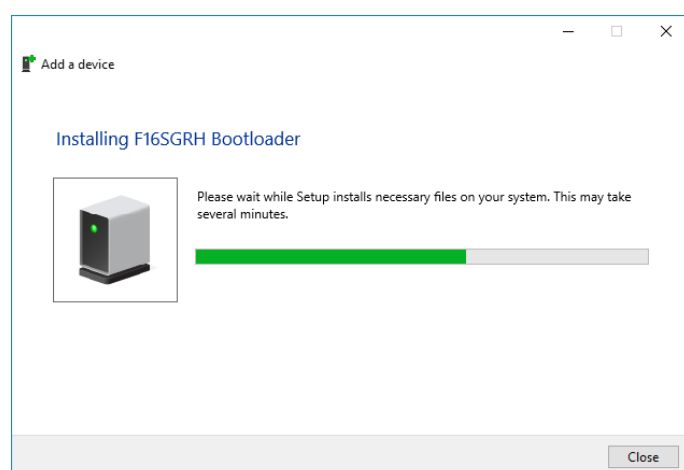 Add a device
Installing F16SGRH Bootloader
Please wait while Setup installs necessary files on your system. This may take
several minutes.
Close